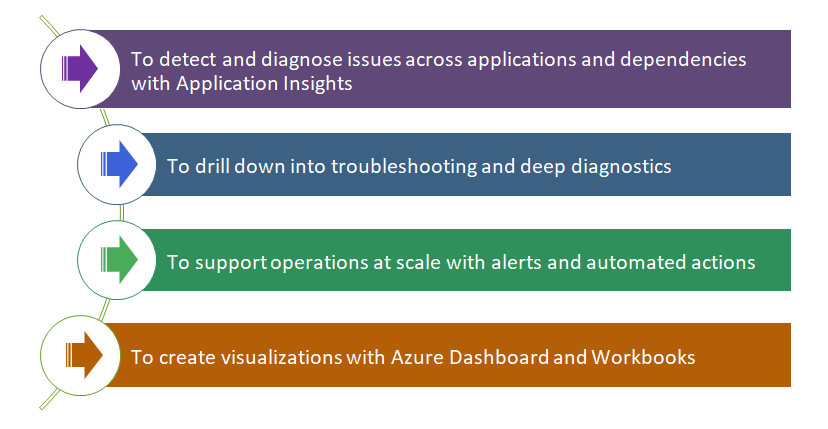 To detect and diagnose issues across applications and dependencies
with Application Insights
To drill down into troubleshooting and deep diagnostics
To support operations at scale with alerts and automated actions
To create visualizations with Azure Dashboard and Workbooks